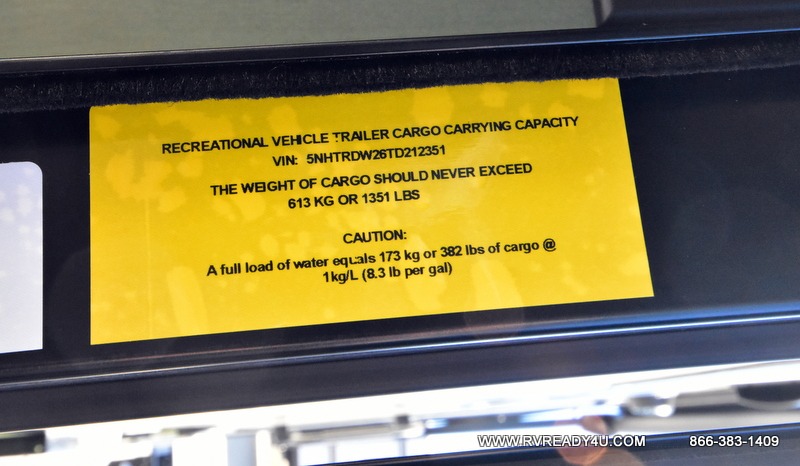 RECREATIONAL VEHICLE TRAILER CARGO CARRYING CAPACITY
VIN: 5NHTRDW26TD212351
THE WEIGHT OF CARGO SHOULD NEVER EXCEED
613 KG OR 1351 LBS
CAUTION:
A full load of water equals 173 kg or 382 lbs of cargo @
1kg/L (8.3 lb per gal)
WWW.RVREADY4U.COM 866-383-1409